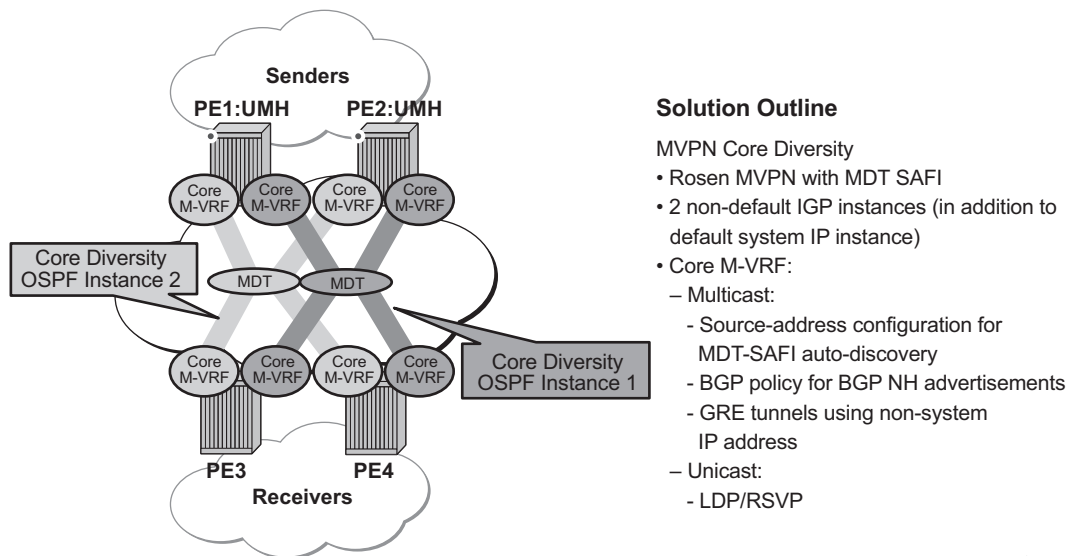 Senders
PE1:UMH
PE2:UMH
Core
M-VRF
Core
M-VRF
Core
M-VRF
Core
M-VRF
Core Diversity
OSPF Instance 2
MDT
MDT
Core
M-VRF
Core
M-VRF
Core
M-VRF
Core
M-VRF
Core Diversity
OSPF Instance 1
PE3
PE4
Receivers
Solution Outline
MVPN Core Diversity
• Rosen MVPN with MDT SAFI
• 2 non-default IGP instances (in addition to
default system IP instance)
• Core M-VRF:
– Multicast:
- Source-address configuration for
MDT-SAFI auto-discovery
- BGP policy for BGP NH advertisements
- GRE tunnels using non-system
IP address
– Unicast:
- LDP/RSVP